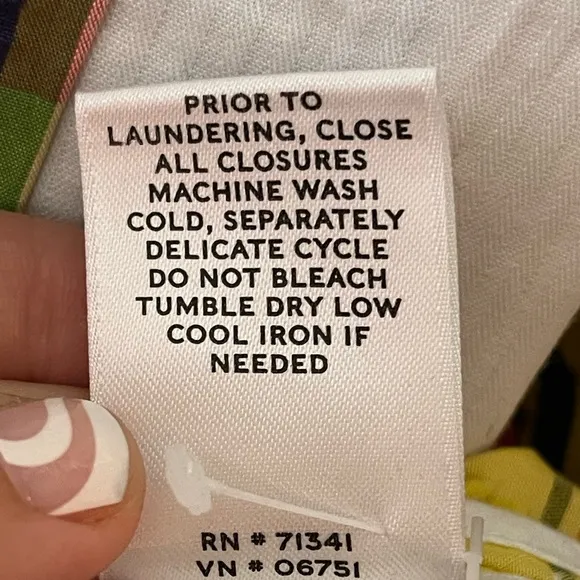 PRIOR TO
LAUNDERING, CLOSE
ALL CLOSURES
MACHINE WASH
COLD, SEPARATELY
DELICATE CYCLE
DO NOT BLEACH
TUMBLE DRY LOW
COOL IRON IF
NEEDED
RN # 71341
VN # 06751